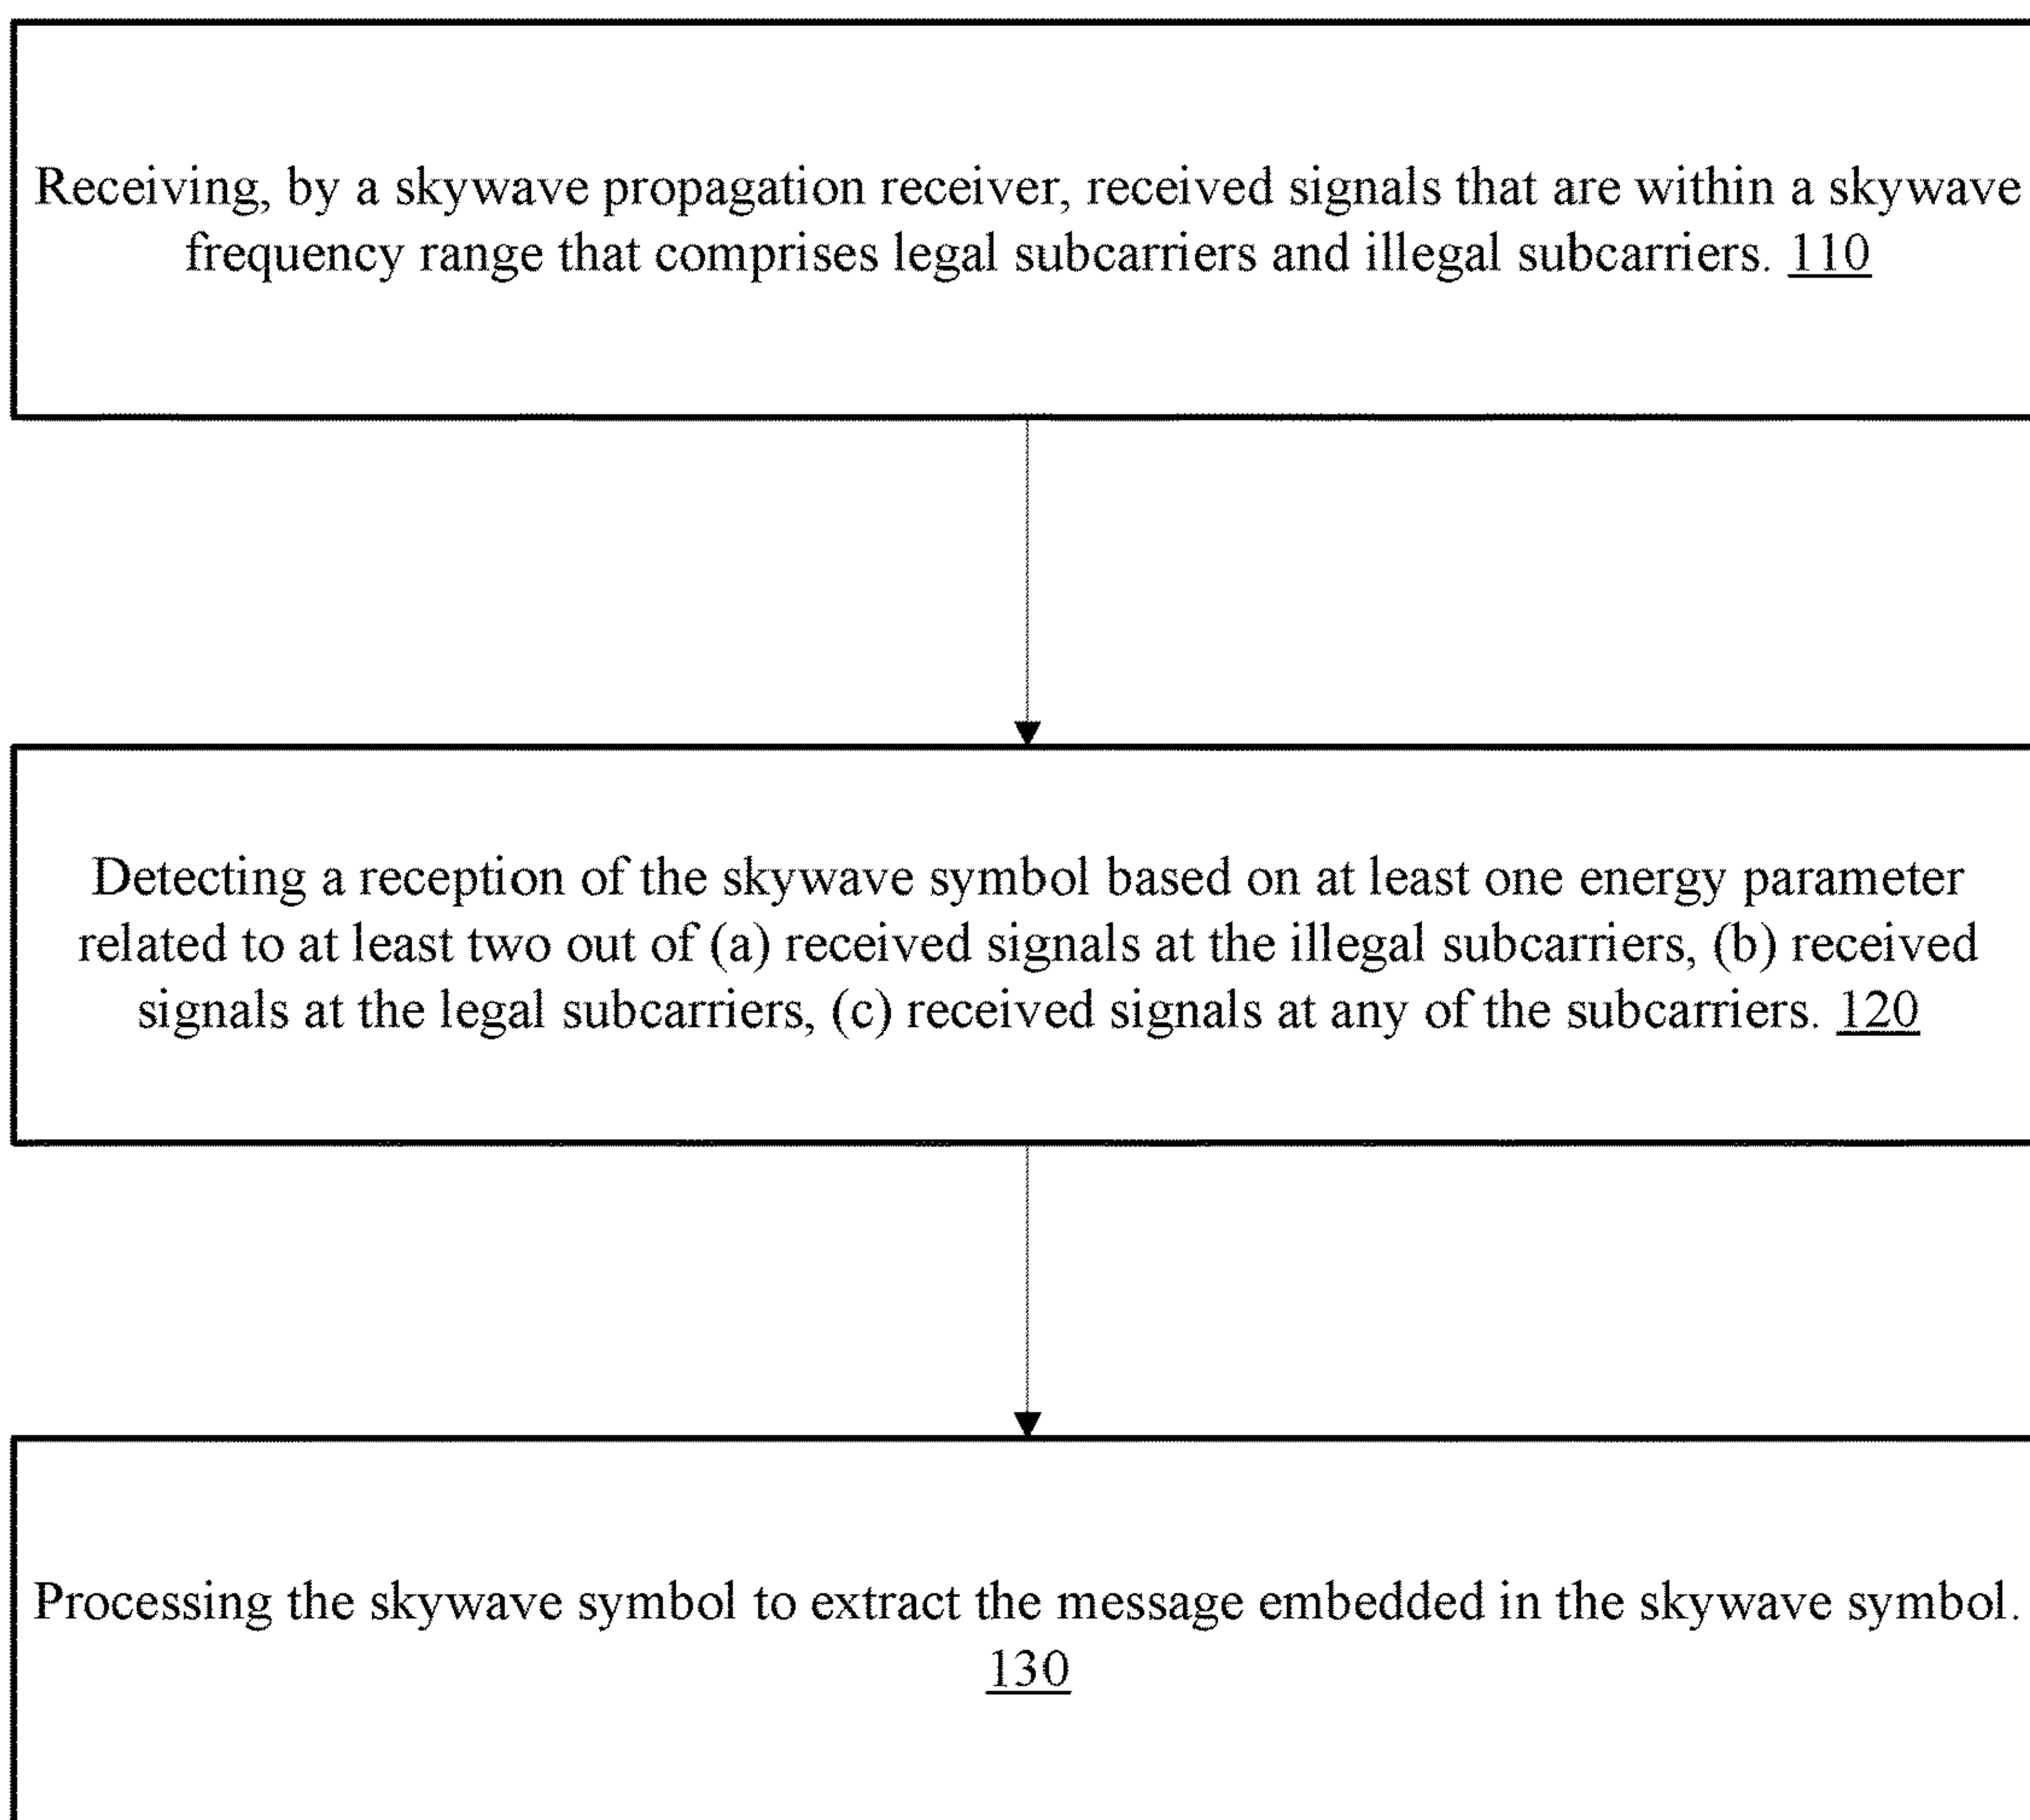 Receiving, by a skywave propagation receiver, received signals that are within a skywave
frequency range that comprises legal subcarriers and illegal subcarriers. 110
Detecting a reception of the skywave symbol based on at least one energy parameter
related to at least two out of (a) received signals at the illegal subcarriers, (b) received
signals at the legal subcarriers, (c) received signals at any of the subcarriers. 120
Processing the skywave symbol to extract the message embedded in the skywave symbol.
130